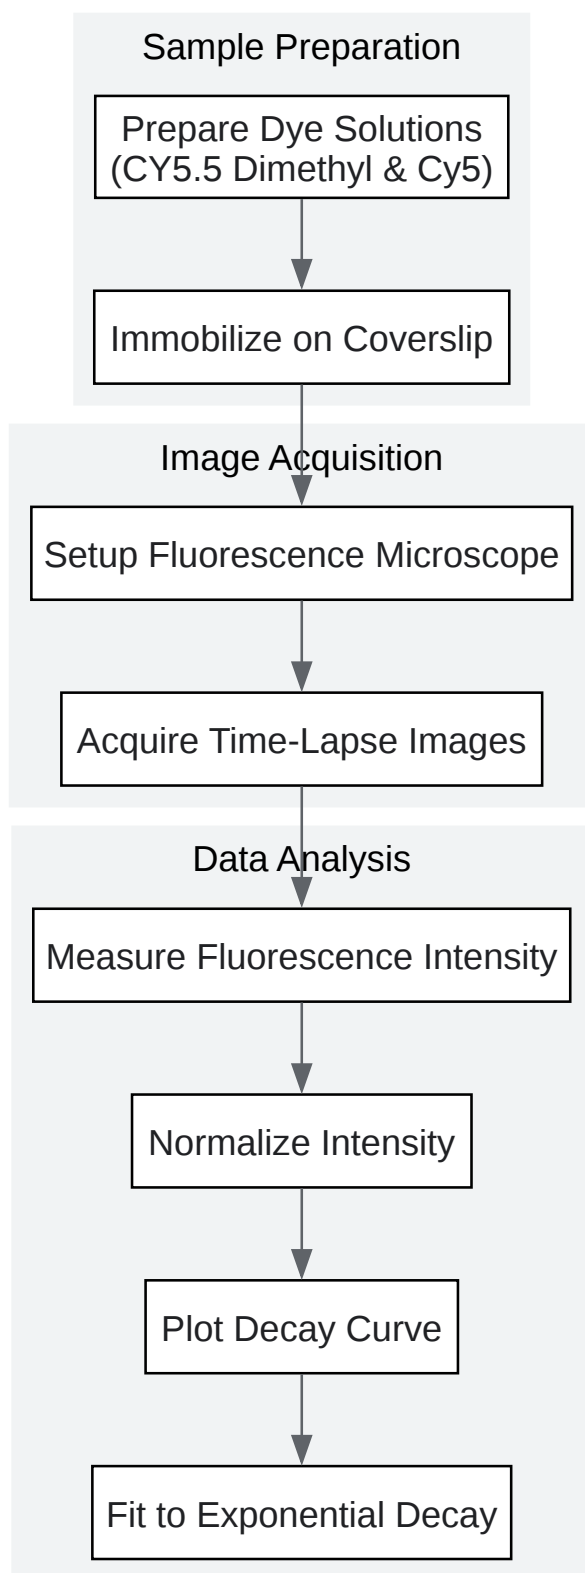 Sample Preparation
Prepare Dye Solutions
(CY5.5 Dimethyl & Cy5)
Immobilize on Coverslip
Image Acquisition
Setup Fluorescence Microscope
Acquire Time-Lapse Images
Data Analysis
Measure Fluorescence Intensity
Normalize Intensity
Plot Decay Curve
Fit to Exponential Decay